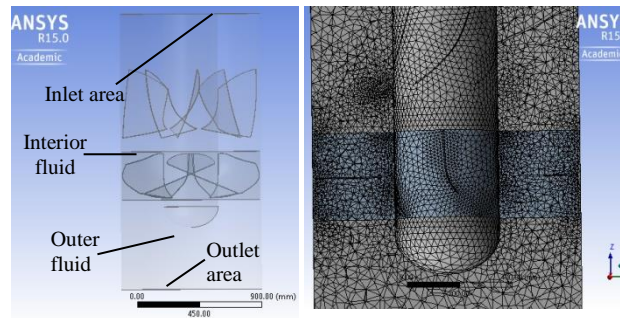 ANSYS
R15.0
Academic
Inlet area
Interior
fluid
Outer
fluid
Outlet
area
0.00
900.00 (mm)
450.00
ANSYS
R15.
Academic
z